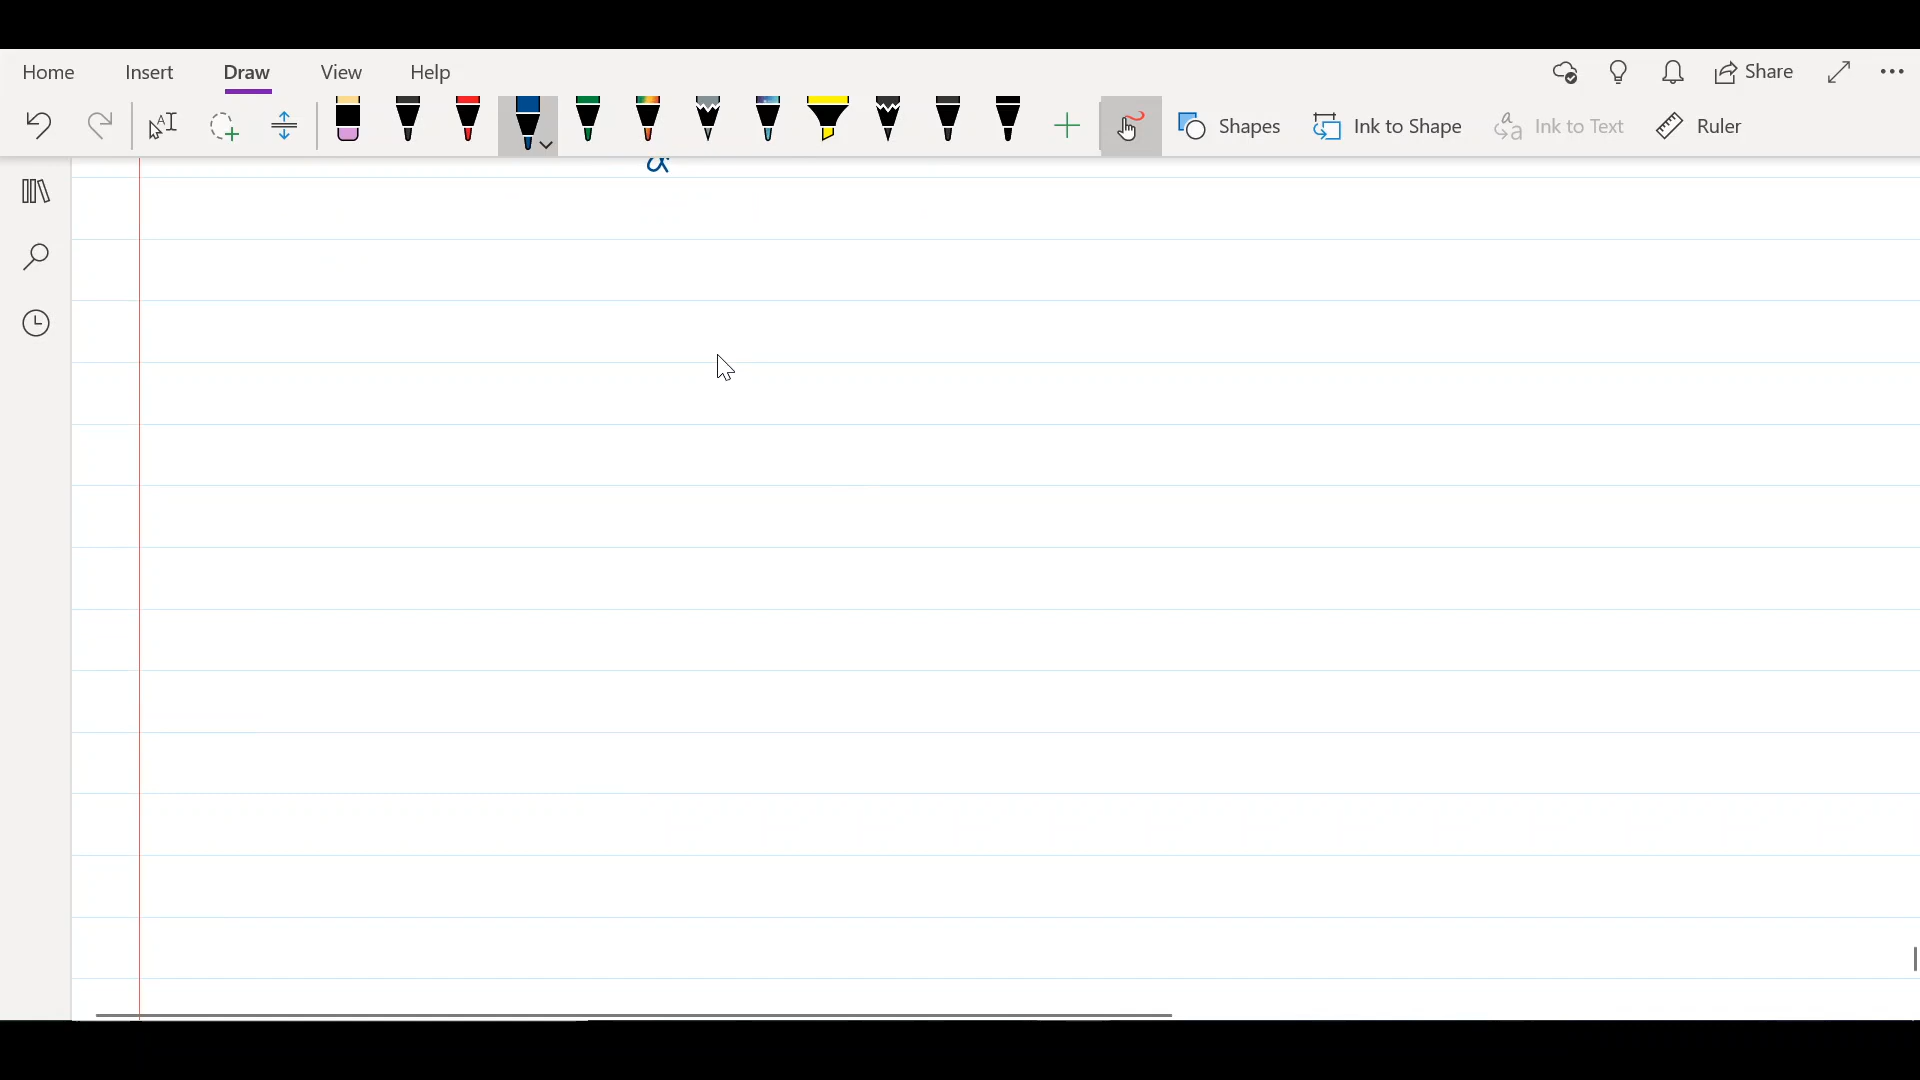 Home Insert Draw View Help Share
Shapes Ink to Shape Ink to Text Ruler
α